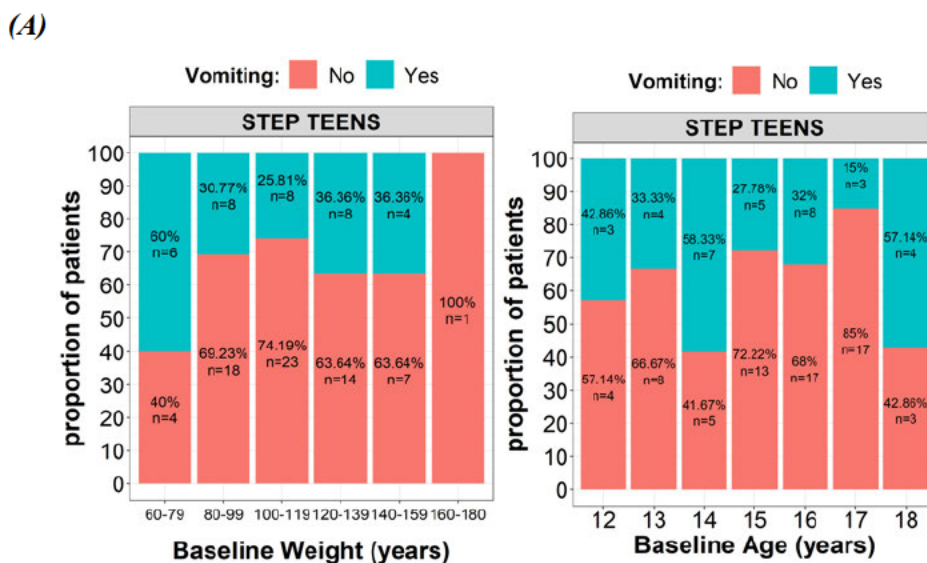 (A)
Vomiting: No Yes
STEP TEENS
proportion of patients
100
90
80
70
60
50
40
30
20
10
0
60%
n=6
40%
n=4
30.77%
n=8
69.23%
n=18
25.81%
n=8
74.19%
n=23
36.36%
n=8
63.64%
n=14
36.36%
n=4
63.64%
n=7
100%
n=1
60-79 80-99 100-119 120-139 140-159 160-180
Baseline Weight (years)
Vomiting: No Yes
STEP TEENS
proportion of patients
100
90
80
70
60
50
40
30
20
10
0
42.86%
n=3
57.14%
n=4
33.33%
n=4
66.67%
n=8
58.33%
n=7
41.67%
n=5
27.78%
n=5
72.22%
n=13
32%
n=8
68%
n=17
15%
n=3
85%
n=17
57.14%
n=4
42.86%
n=3
12 13 14 15 16 17 18
Baseline Age (years)